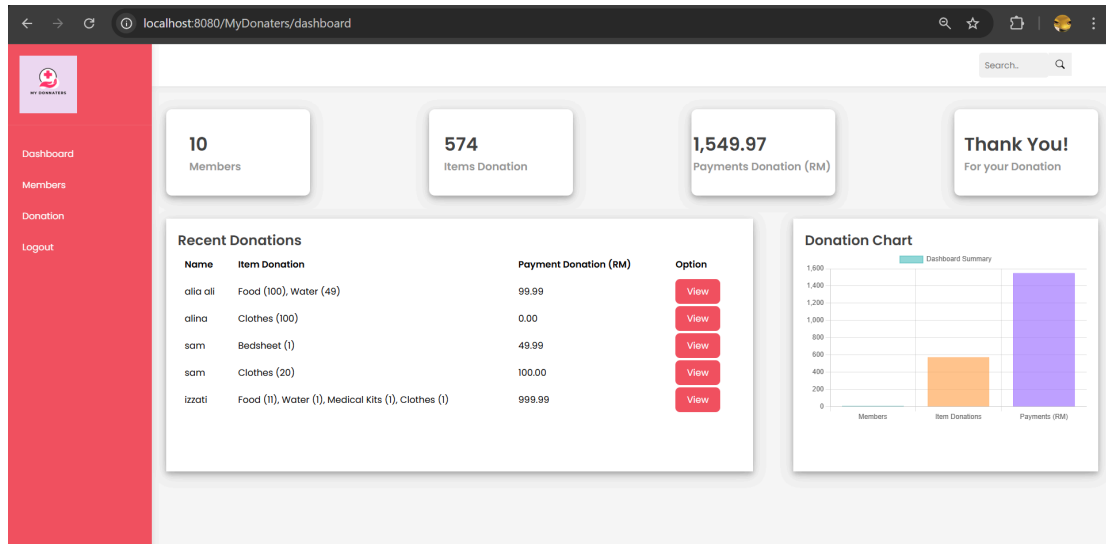 localhost:8080/MyDonaters/dashboard
MY DONNATERS
Search..
Dashboard
Members
Donation
Logout
10
Members
574
Items Donation
1,549.97
Payments Donation (RM)
Thank You!
For your Donation
Recent Donations
Name Item Donation Payment Donation (RM) Option
alia ali Food (100), Water (49) 99.99 View
alina Clothes (100) 0.00 View
sam Bedsheet (1) 49.99 View
sam Clothes (20) 100.00 View
izzati Food (11), Water (1), Medical Kits (1), Clothes (1) 999.99 View
Donation Chart
Dashboard Summary
1,600
1,400
1,200
1,000
800
600
400
200
0
Members Item Donations Payments (RM)